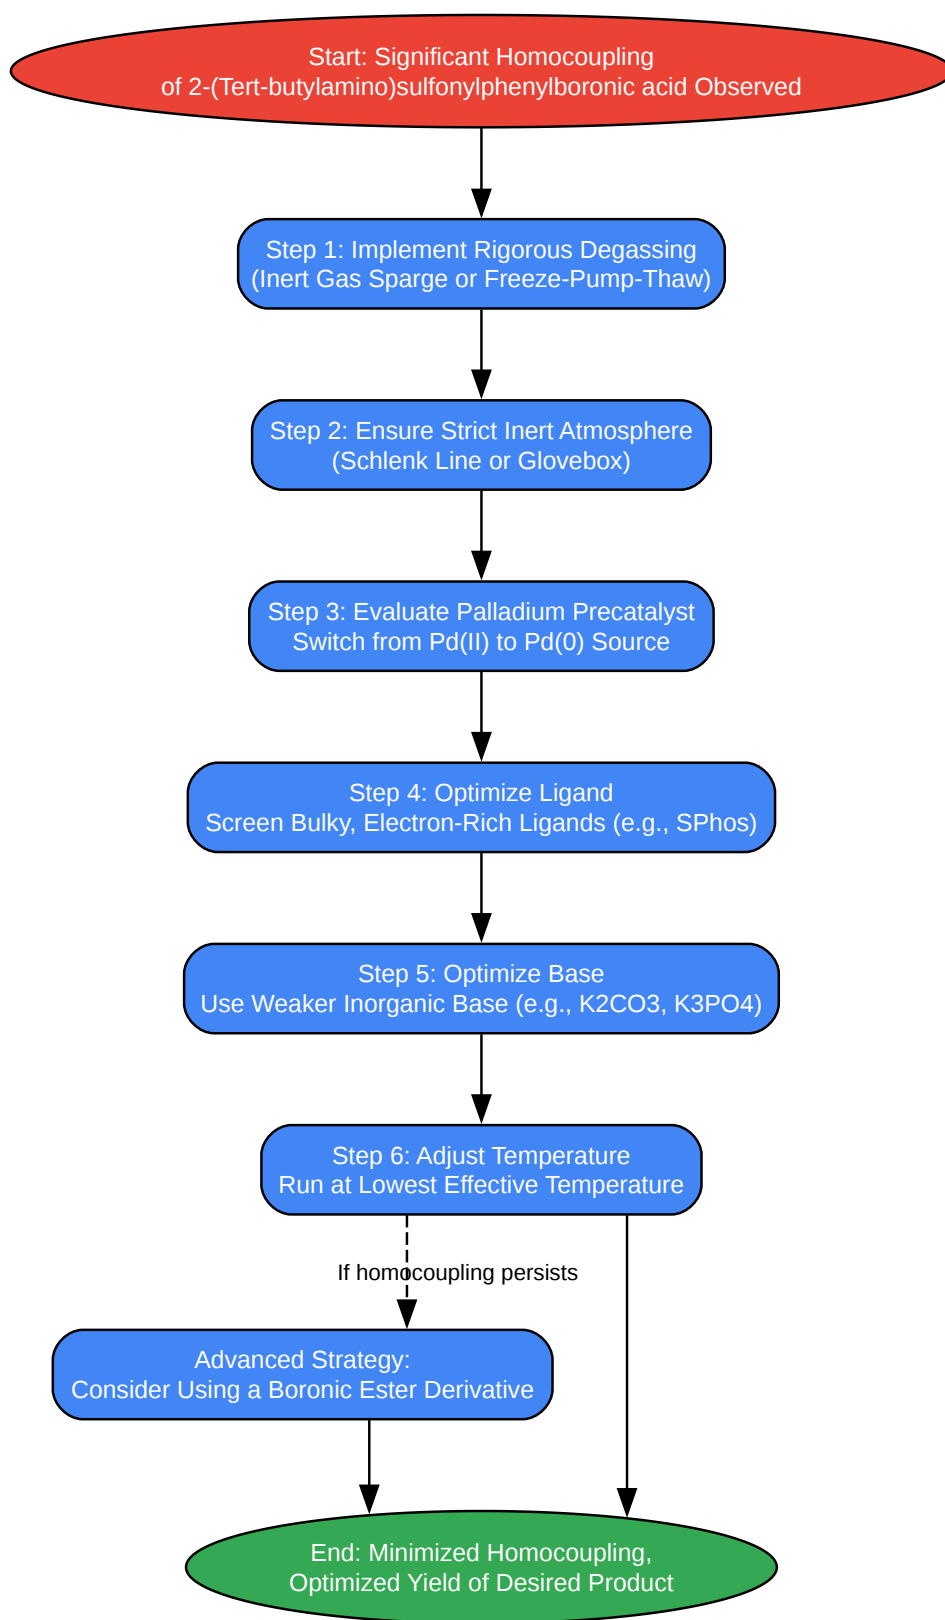 Start: Significant Homocoupling
of 2-(Tert-butylamino)sulfonylphenylboronic acid Observed
Step 1: Implement Rigorous Degassing
(Inert Gas Sparge or Freeze-Pump-Thaw)
Step 2: Ensure Strict Inert Atmosphere
(Schlenk Line or Glovebox)
Step 3: Evaluate Palladium Precatalyst
Switch from Pd(II) to Pd(0) Source
Step 4: Optimize Ligand
Screen Bulky, Electron-Rich Ligands (e.g., SPhos)
Step 5: Optimize Base
Use Weaker Inorganic Base (e.g., K2CO3, K3PO4)
Step 6: Adjust Temperature
Run at Lowest Effective Temperature
If homocoupling persists
Advanced Strategy:
Consider Using a Boronic Ester Derivative
End: Minimized Homocoupling,
Optimized Yield of Desired Product